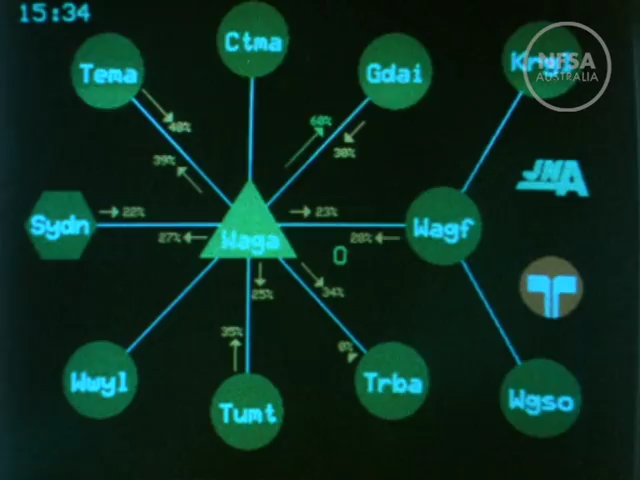 15:34
Ctma
Tema
Gdai
NFSA
AUSTRALIA
60%
40%
30%
39%
JNA
Sydn
22%
23%
Wagf
27%
Waga
28%
0
25%
34%
T
35%
0%
Wwyl
Tumt
Trba
Wgso